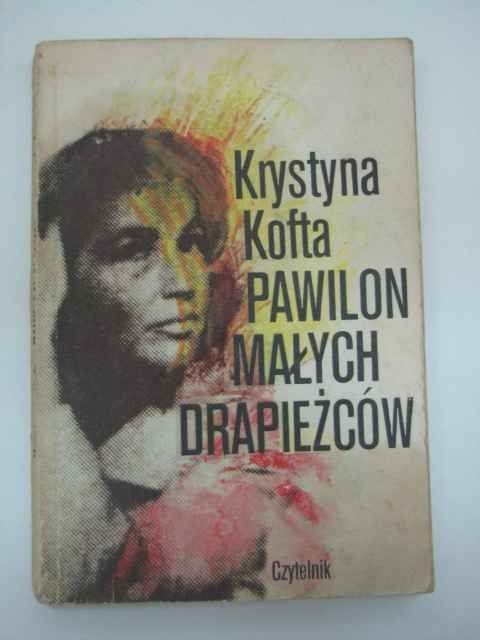 Krystyna
Kofta
PAWILON
MAŁYCH
DRAPIEŻCÓW
Czytelnik